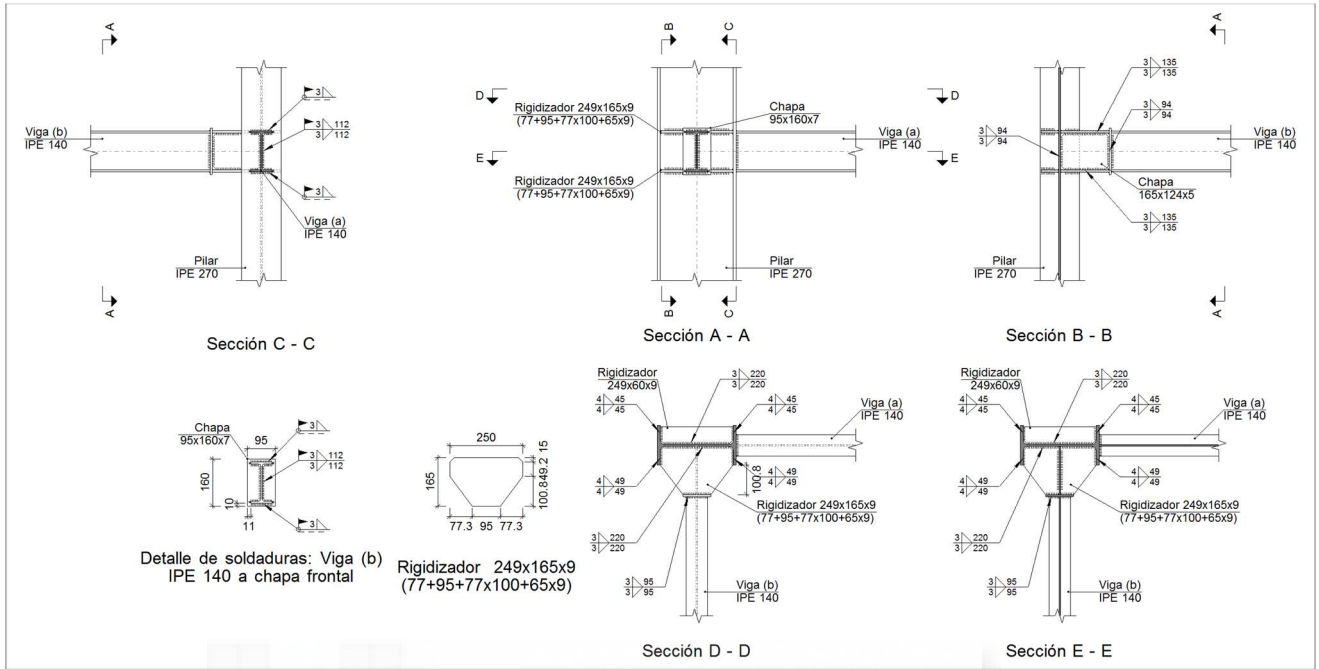 A
3
3
112
3
112
Viga (b)
IPE 140
3
Viga (a)
IPE 140
Pilar
IPE 270
A
Sección C - C
B
C
D
Rigidizador 249x165x9
(77+95+77x100+65x9)
Chapa
95x160x7
Viga (a)
IPE 140
E
Rigidizador 249x165x9
(77+95+77x100+65x9)
Pilar
IPE 270
B
C
Sección A - A
A
3
135
3
135
D
3
94
3
94
3
94
3
94
Viga (b)
IPE 140
E
Chapa
165x124x5
3
135
3
135
Pilar
IPE 270
A
Sección B - B
Chapa
95x160x7
95
3
3
112
3
112
160
10
11
3
Detalle de soldaduras: Viga (b)
IPE 140 a chapa frontal
250
165
15
49.2
100.8
77.3
95
77.3
Rigidizador 249x165x9
(77+95+77x100+65x9)
Rigidizador
249x60x9
3
220
3
220
4
45
4
45
4
45
4
45
Viga (a)
IPE 140
4
49
4
49
100.8
4
49
4
49
Rigidizador 249x165x9
(77+95+77x100+65x9)
3
220
3
220
3
95
3
95
Viga (b)
IPE 140
Sección D - D
Rigidizador
249x60x9
3
220
3
220
4
45
4
45
4
45
4
45
Viga (a)
IPE 140
4
49
4
49
4
49
4
49
Rigidizador 249x165x9
(77+95+77x100+65x9)
3
220
3
220
3
95
3
95
Viga (b)
IPE 140
Sección E - E